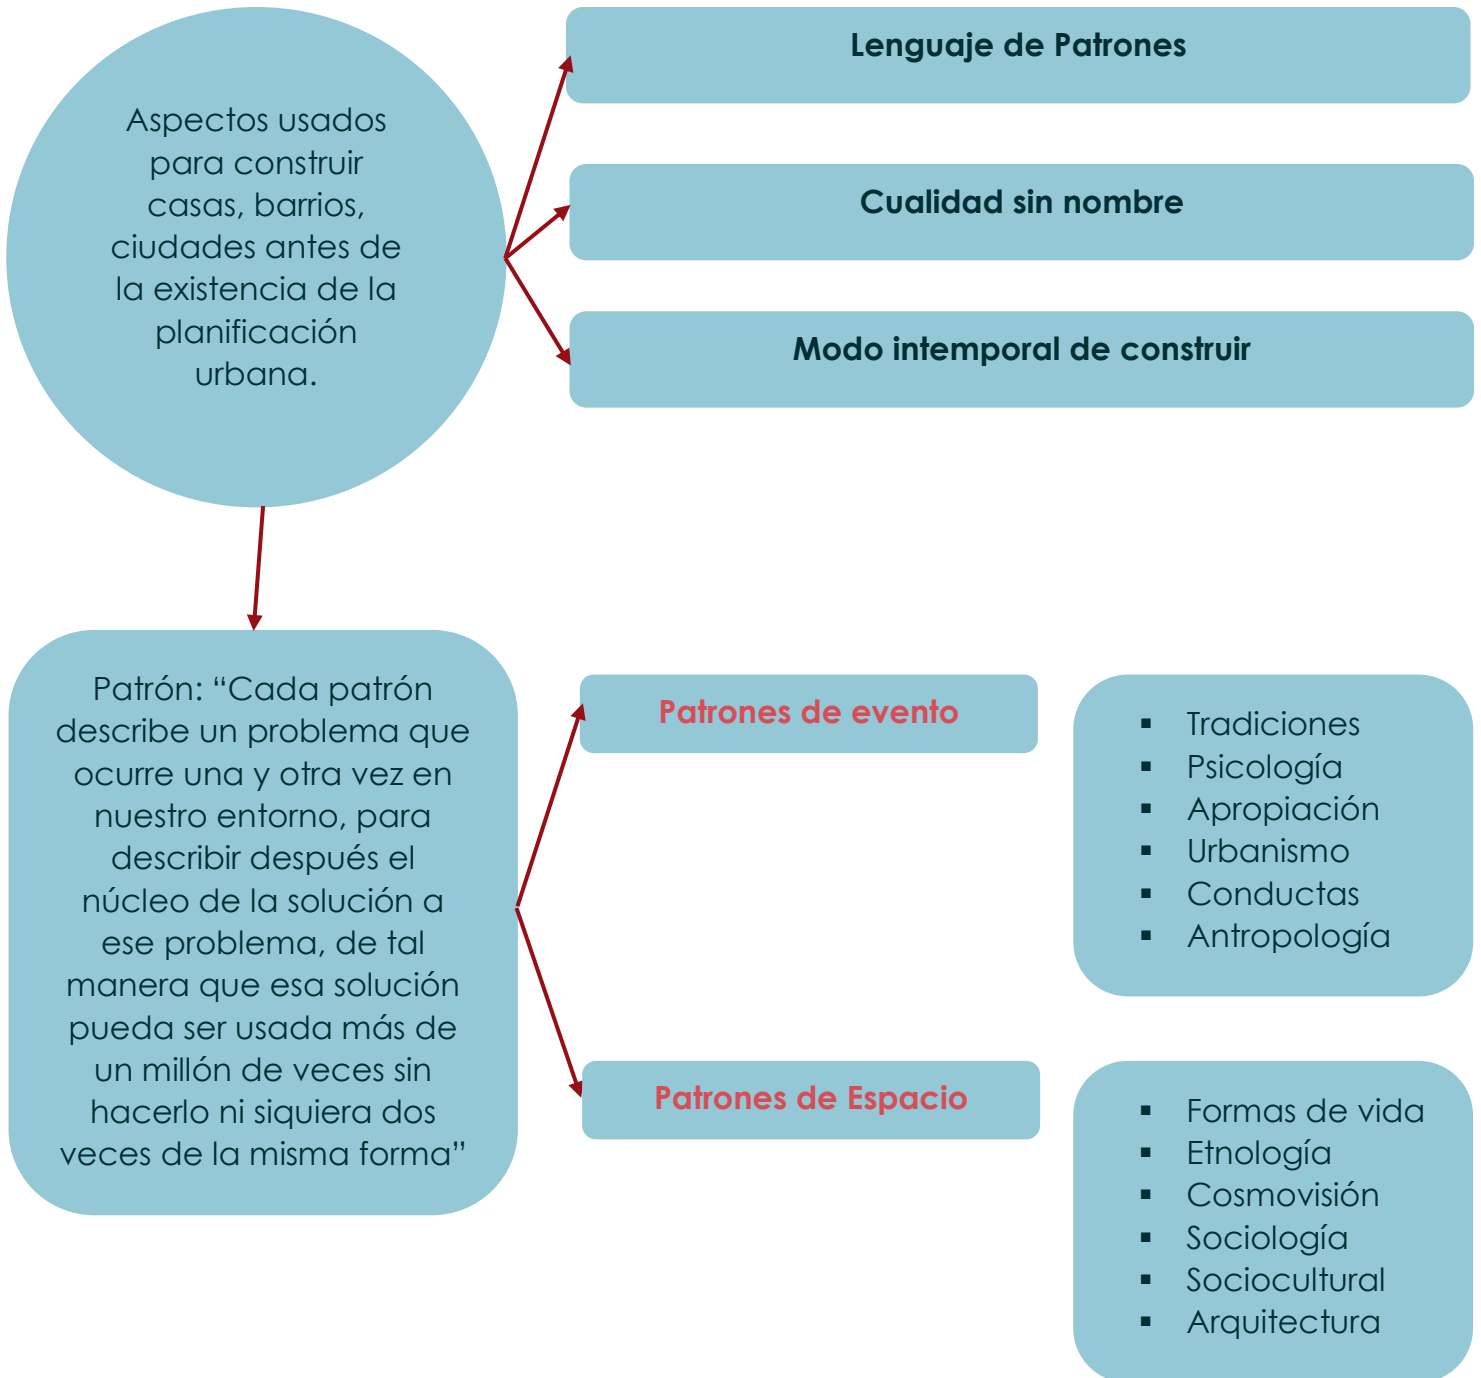 Aspectos usados
para construir
casas, barrios,
ciudades antes de
la existencia de la
planificación
urbana.
Lenguaje de Patrones
Cualidad sin nombre
Modo intemporal de construir
Patrón: “Cada patrón
describe un problema que
ocurre una y otra vez en
nuestro entorno, para
describir después el
núcleo de la solución a
ese problema, de tal
manera que esa solución
pueda ser usada más de
un millón de veces sin
hacerlo ni siquiera dos
veces de la misma forma”
Patrones de evento
▪ Tradiciones
▪ Psicología
▪ Apropiación
▪ Urbanismo
▪ Conductas
▪ Antropología
Patrones de Espacio
▪ Formas de vida
▪ Etnología
▪ Cosmovisión
▪ Sociología
▪ Sociocultural
▪ Arquitectura